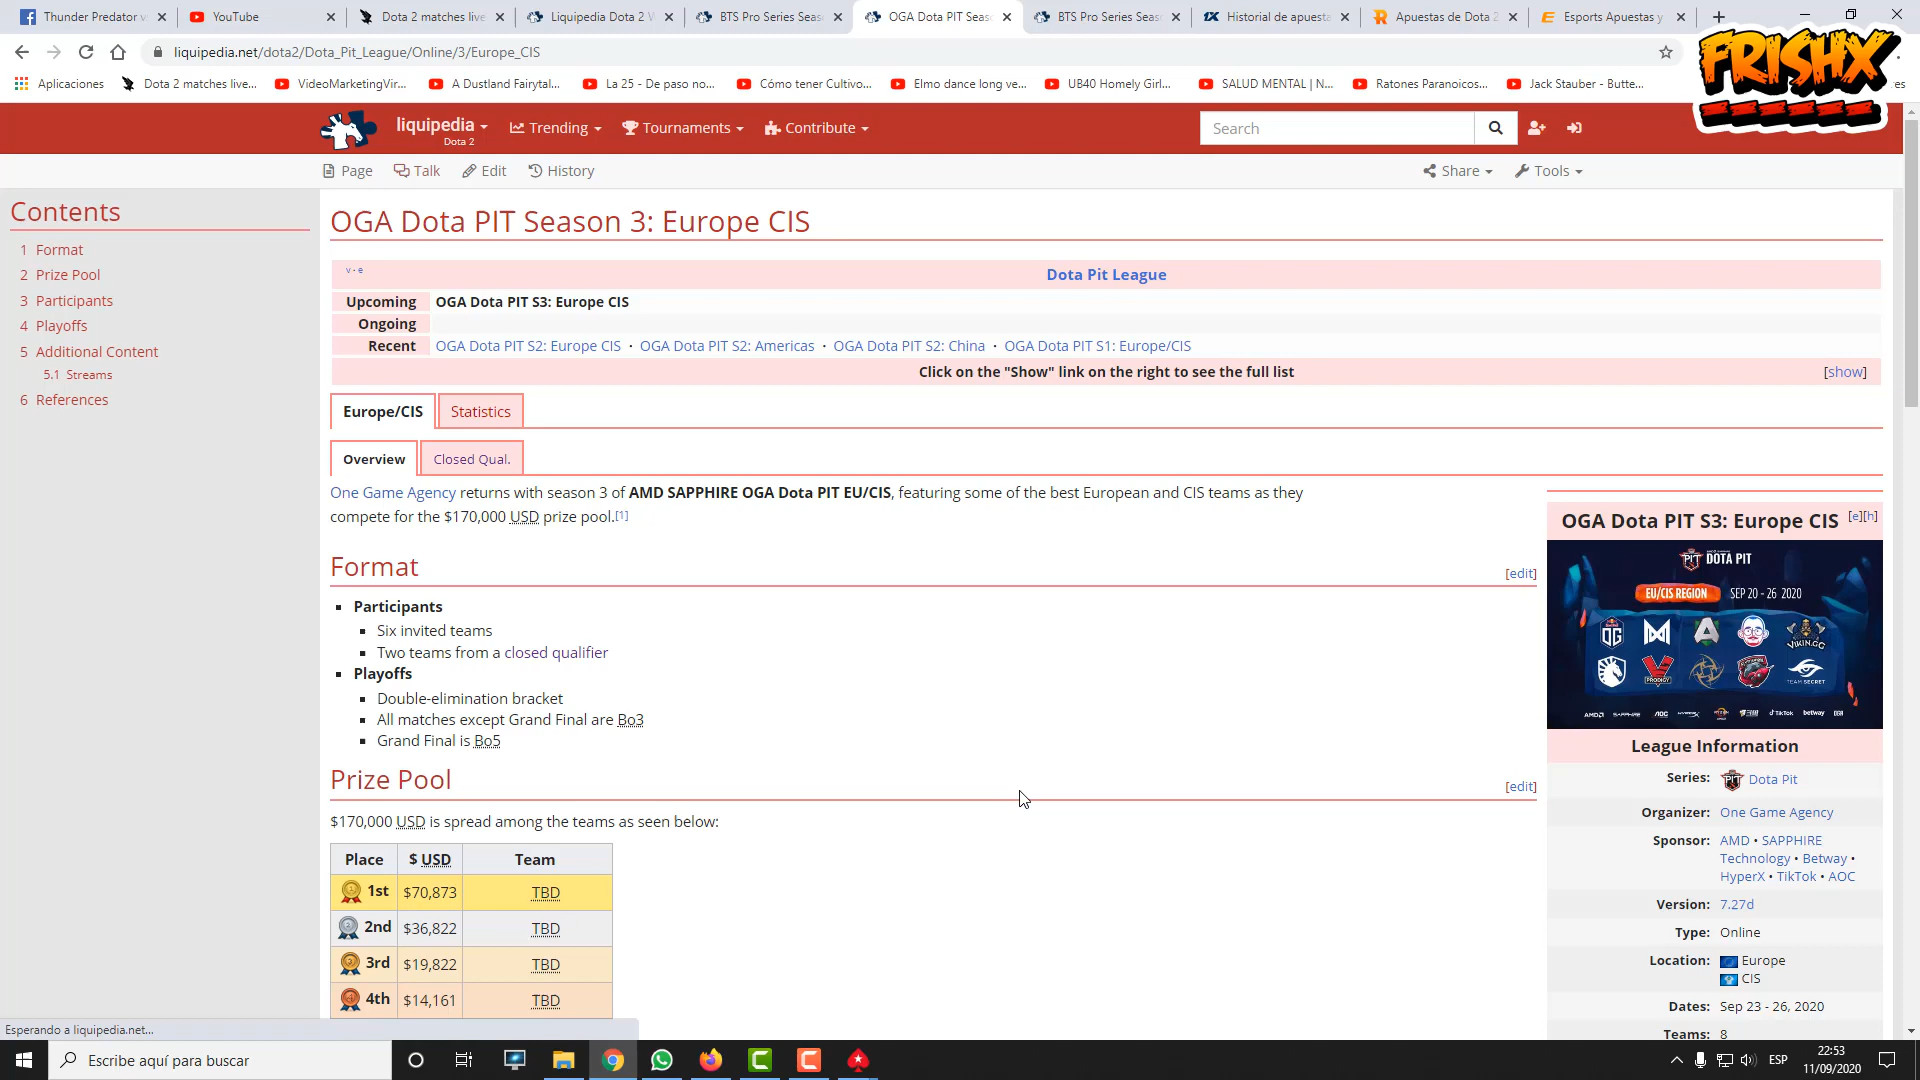 Thunder Predator v
YouTube
Dota 2 matches live
Liquipedia Dota 2 W
BTS Pro Series Seas
OGA Dota PIT Seas
BTS Pro Series Seas
Historial de apuesta
Apuestas de Dota 2
Esports Apuestas y
liquipedia.net/dota2/Dota_Pit_League/Online/3/Europe_CIS
FRISHX
Aplicaciones
Dota 2 matches live...
VideoMarketingVir...
A Dustland Fairytal...
La 25 - De paso no...
Cómo tener Cultivo...
Elmo dance long ve...
UB40 Homely Girl...
SALUD MENTAL | N...
Ratones Paranoicos...
Jack Stauber - Butte...
liquipedia
Dota 2
Trending
Tournaments
Contribute
Search
Page
Talk
Edit
History
Share
Tools
Contents
1 Format
2 Prize Pool
3 Participants
4 Playoffs
5 Additional Content
5.1 Streams
6 References
OGA Dota PIT Season 3: Europe CIS
v · e
Dota Pit League
Upcoming OGA Dota PIT S3: Europe CIS
Ongoing
Recent OGA Dota PIT S2: Europe CIS · OGA Dota PIT S2: Americas · OGA Dota PIT S2: China · OGA Dota PIT S1: Europe/CIS
Click on the "Show" link on the right to see the full list
[show]
Europe/CIS
Statistics
Overview
Closed Qual.
One Game Agency returns with season 3 of AMD SAPPHIRE OGA Dota PIT EU/CIS, featuring some of the best European and CIS teams as they
compete for the $170,000 USD prize pool.[1]
Format
[edit]
Participants
Six invited teams
Two teams from a closed qualifier
Playoffs
Double-elimination bracket
All matches except Grand Final are Bo3
Grand Final is Bo5
Prize Pool
[edit]
$170,000 USD is spread among the teams as seen below:
Place $ USD Team
1st $70,873 TBD
2nd $36,822 TBD
3rd $19,822 TBD
4th $14,161 TBD
OGA Dota PIT S3: Europe CIS [e][h]
PIT DOTA PIT
EU/CIS REGION SEP 20 - 26 2020
OG
VIKIN.GG
PRODIGY
TEAM SECRET
AMD SAPPHIRE AOC HYPERX TikTok betway OGA
League Information
Series: Dota Pit
Organizer: One Game Agency
Sponsor: AMD • SAPPHIRE
Technology • Betway •
HyperX • TikTok • AOC
Version: 7.27d
Type: Online
Location: Europe
CIS
Dates: Sep 23 - 26, 2020
Teams: 8
Esperando a liquipedia.net...
Escribe aquí para buscar
ESP
22:53
11/09/2020